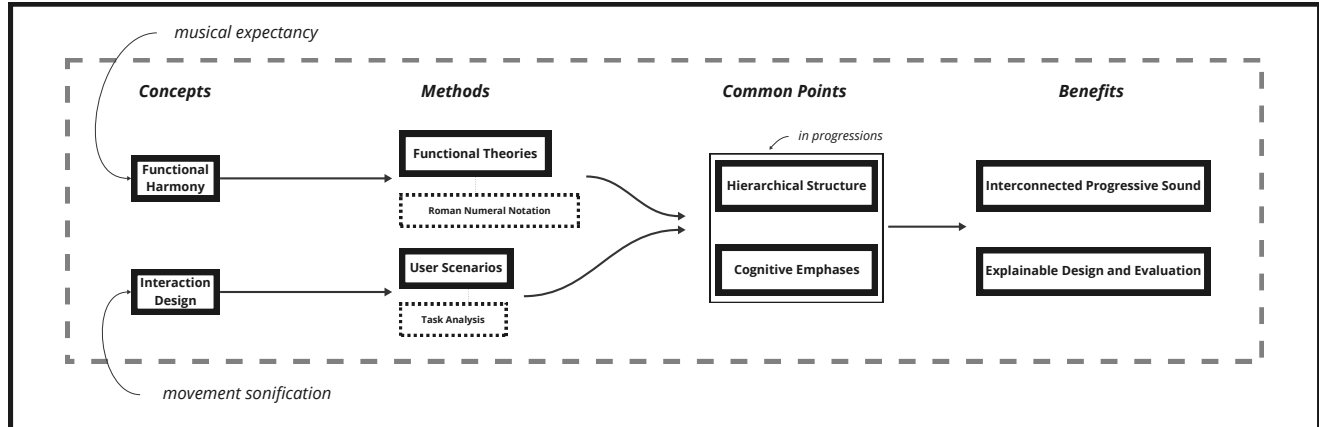 musical expectancy
Concepts
Methods
Common Points
Benefits
in progressions
Functional
Harmony
Functional Theories
Roman Numeral Notation
Hierarchical Structure
Interconnected Progressive Sound
Interaction
Design
User Scenarios
Task Analysis
Cognitive Emphases
Explainable Design and Evaluation
movement sonification